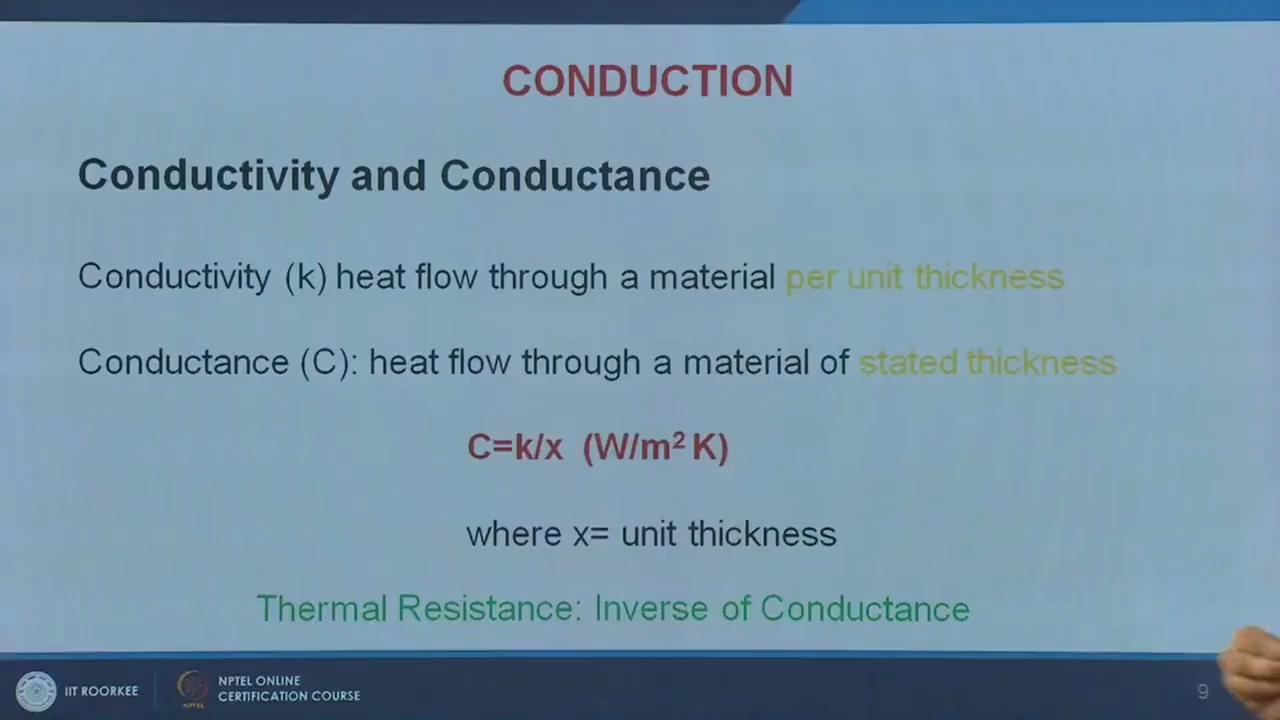 CONDUCTION
Conductivity and Conductance
Conductivity (k) heat flow through a material per unit thickness
Conductance (C): heat flow through a material of stated thickness
C=k/x (W/m² K)
where x= unit thickness
Thermal Resistance: Inverse of Conductance
IIT ROORKEE
NPTEL
NPTEL ONLINE
CERTIFICATION COURSE
9